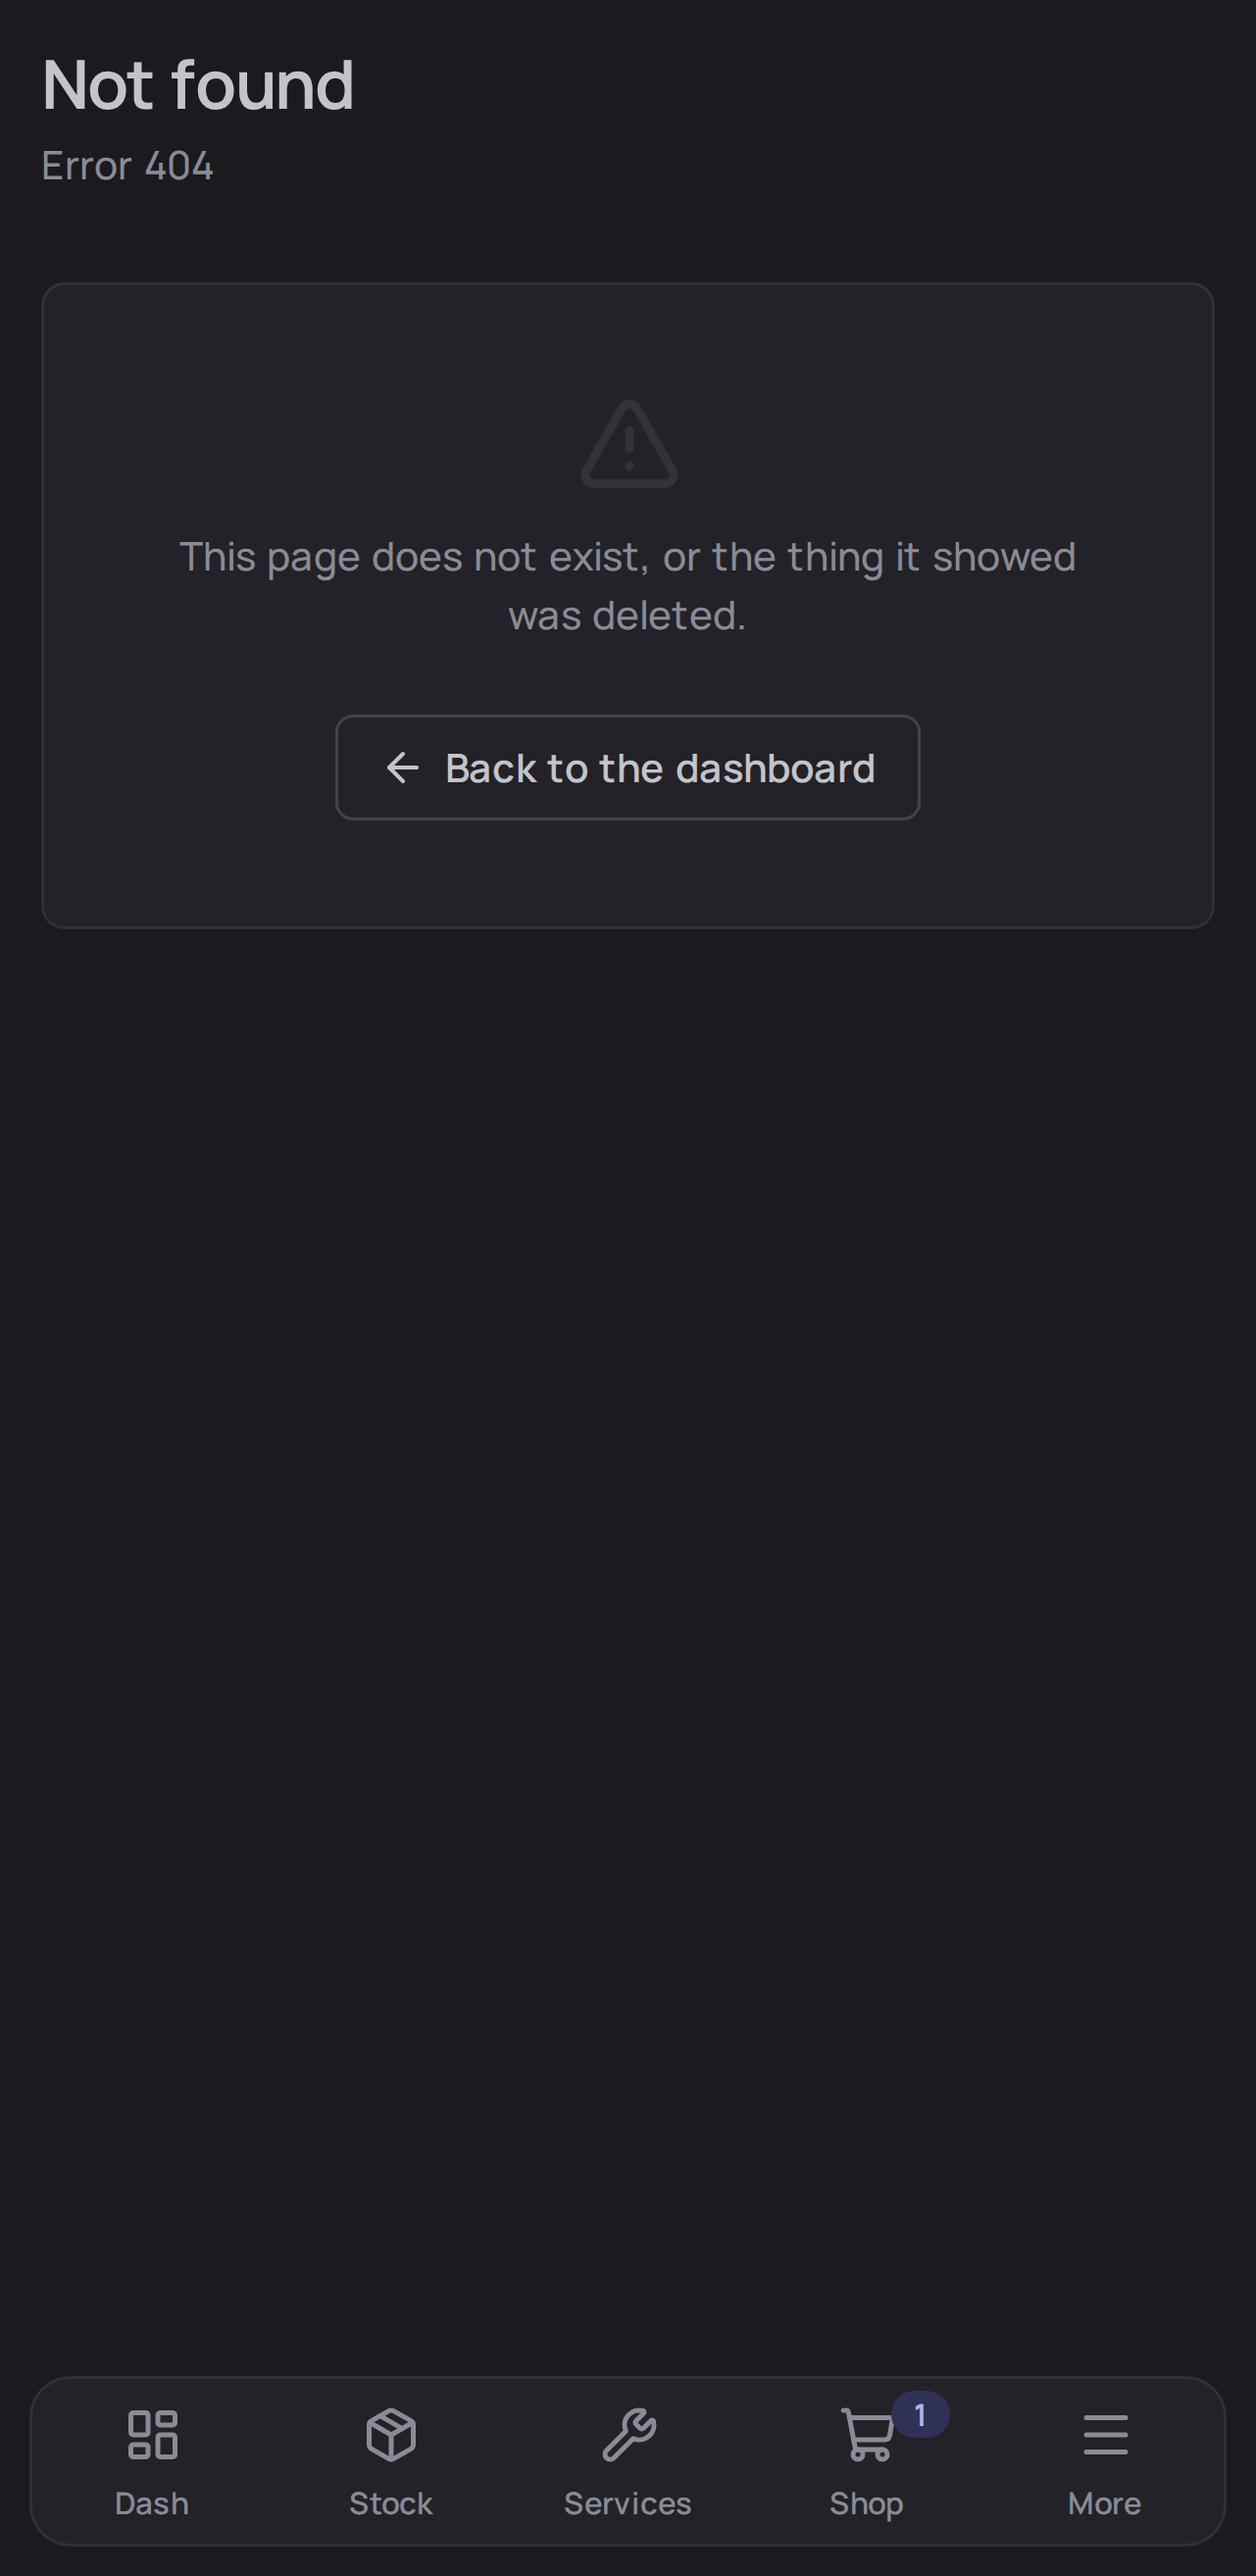 Not found
Error 404
This page does not exist, or the thing it showed
was deleted.
Back to the dashboard
1
Dash
Stock
Services
Shop
More